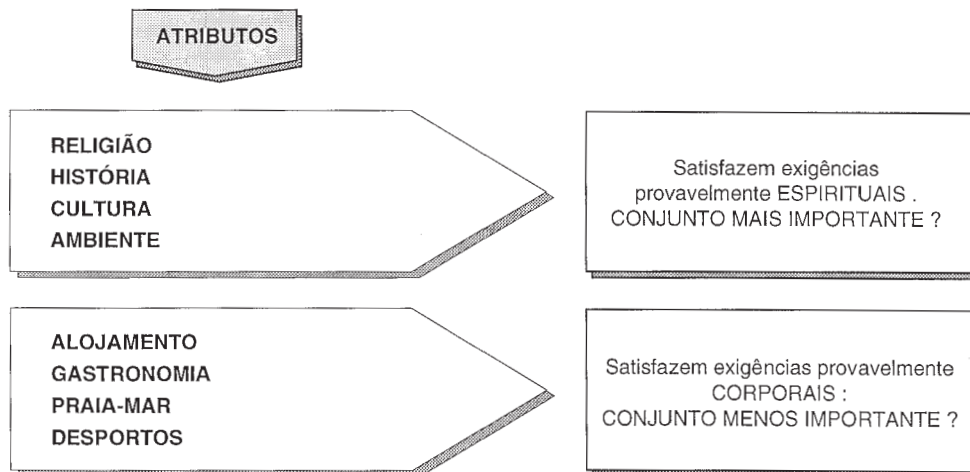 ATRIBUTOS
RELIGIÃO
HISTÓRIA
CULTURA
AMBIENTE
Satisfazem exigências
provavelmente ESPIRITUAIS .
CONJUNTO MAIS IMPORTANTE ?
ALOJAMENTO
GASTRONOMIA
PRAIA-MAR
DESPORTOS
Satisfazem exigências provavelmente
CORPORAIS :
CONJUNTO MENOS IMPORTANTE ?